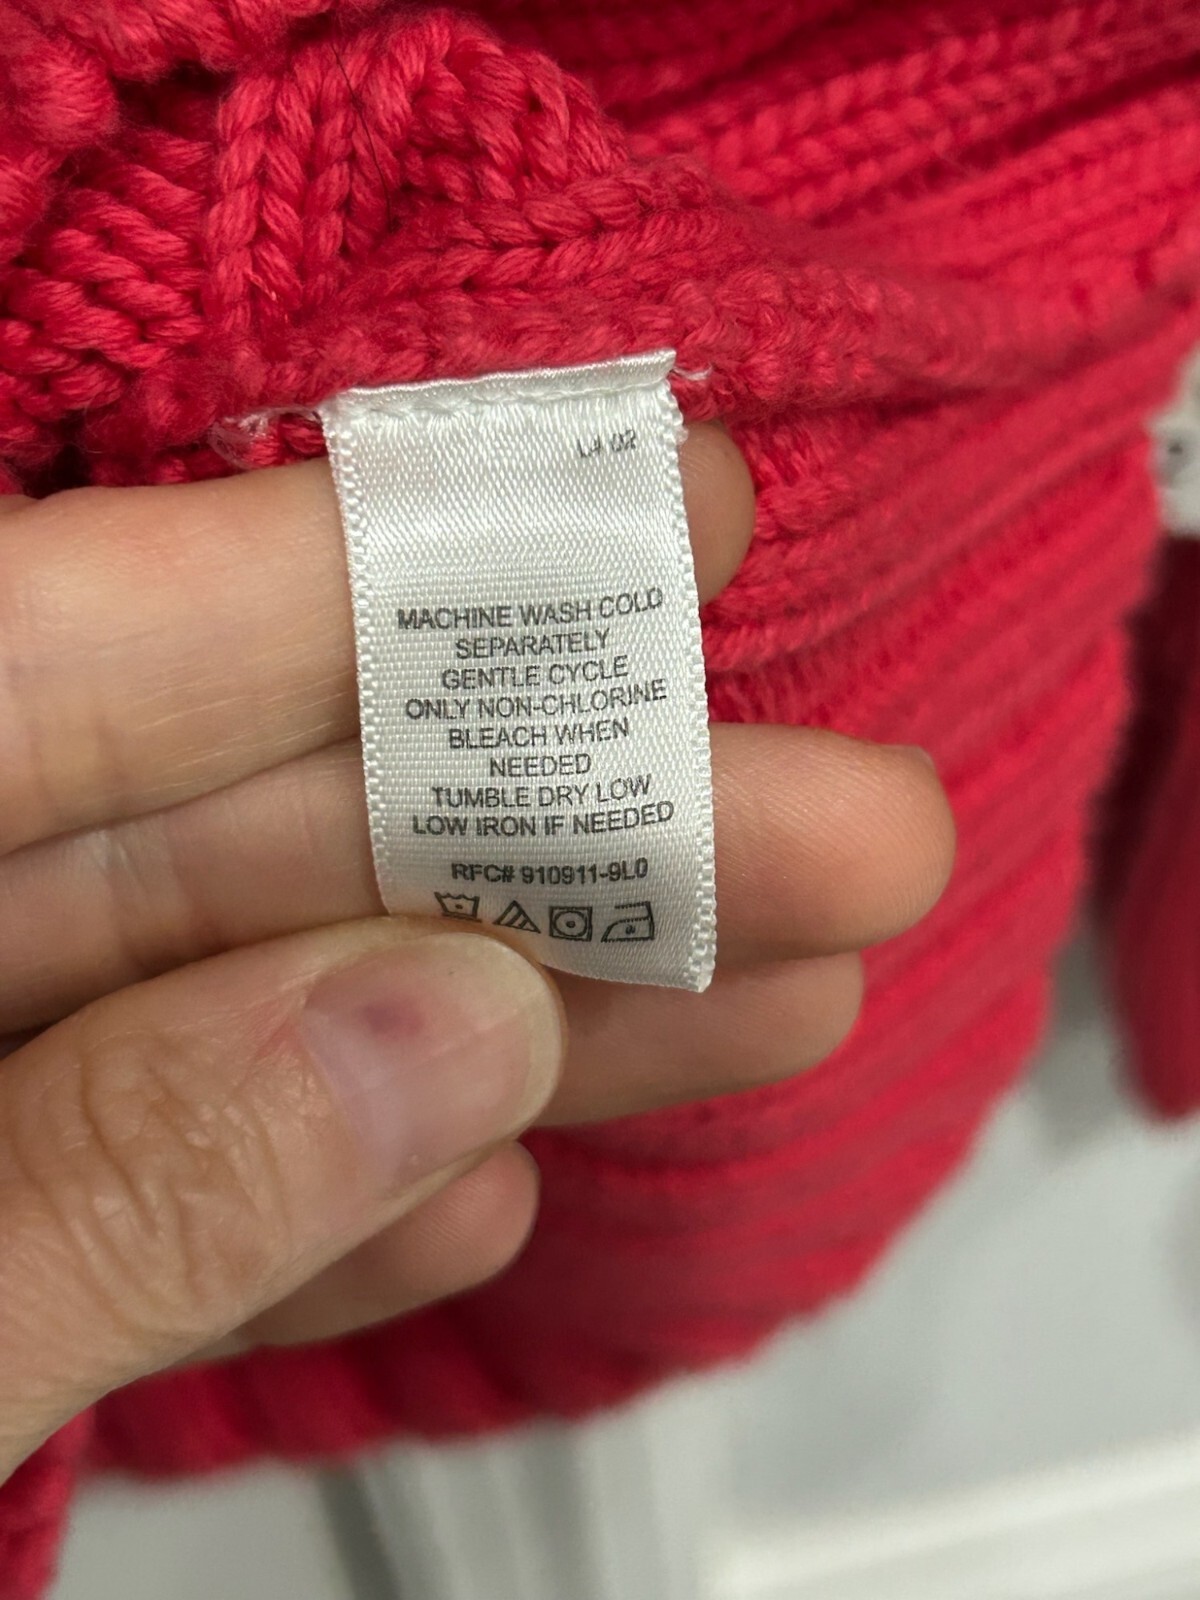 MACHINE WASH COLD
SEPARATELY
GENTLE CYCLE
ONLY NON-CHLORINE
BLEACH WHEN
NEEDED
TUMBLE DRY LOW
LOW IRON IF NEEDED
RFC# 910911-9L0